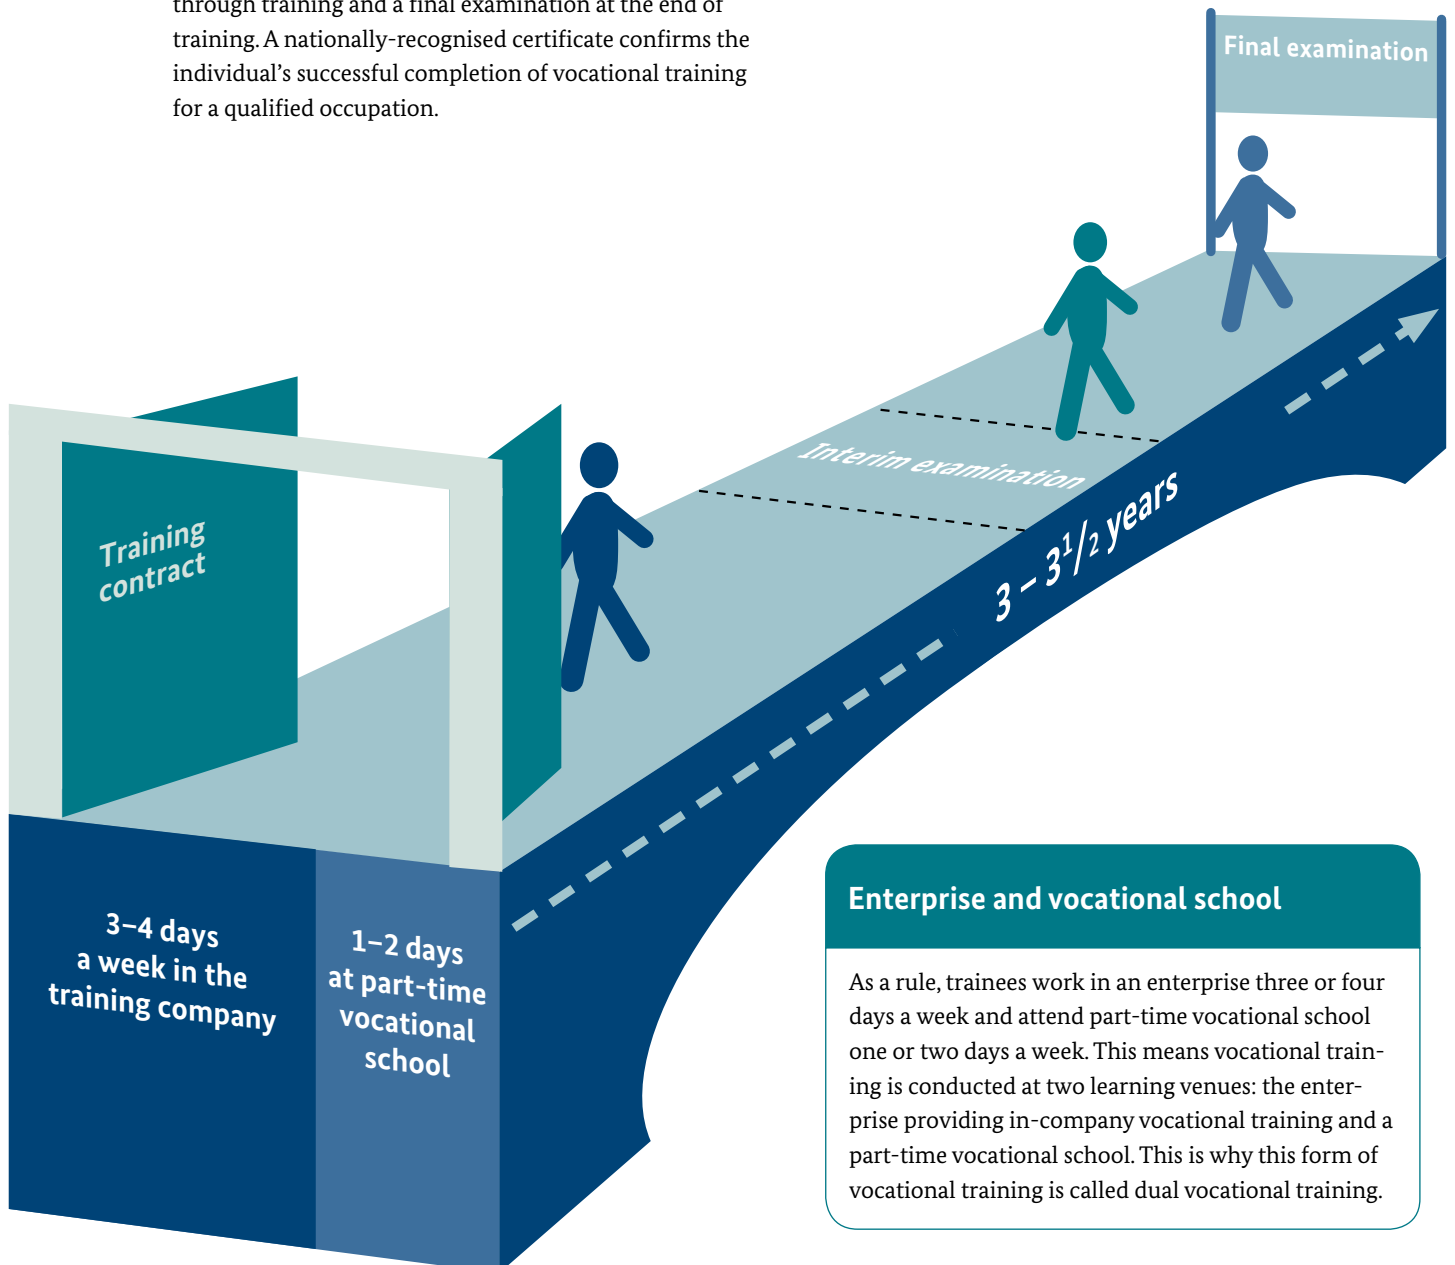 through training and a final examination at the end of
training. A nationally-recognised certificate confirms the
individual's successful completion of vocational training
for a qualified occupation.
Final examination
Interim examination
Training
contract
3 – 3 1/2 years
3–4 days
a week in the
training company
1–2 days
at part-time
vocational
school
Enterprise and vocational school
As a rule, trainees work in an enterprise three or four
days a week and attend part-time vocational school
one or two days a week. This means vocational train-
ing is conducted at two learning venues: the enter-
prise providing in-company vocational training and a
part-time vocational school. This is why this form of
vocational training is called dual vocational training.